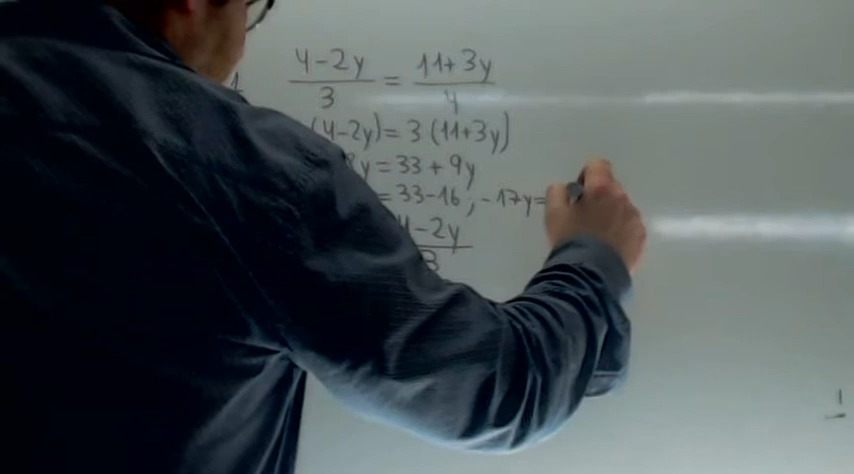 4-2y/3 = 11+3y/4
(4-2y) = 3 (11+3y)
8y = 33 + 9y
= 33-16 ; -17y=
4-2y/3
1